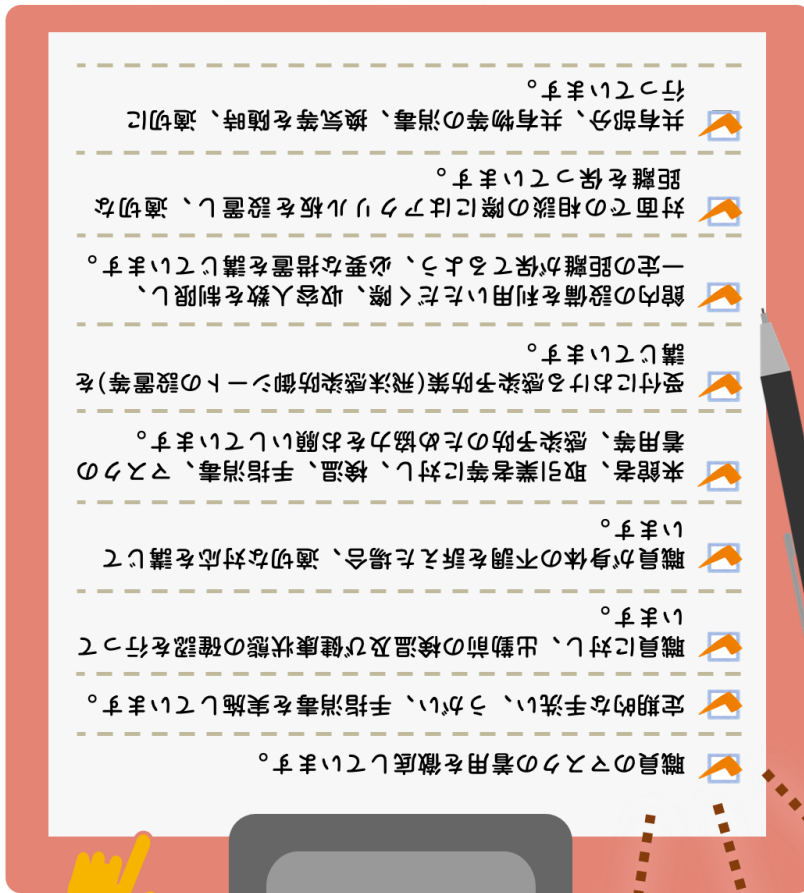 職員のマスクの着用を徹底しています。
定期的な手洗い、うがい、手指消毒を実施しています。
職員に対し、出勤前の検温及び健康状態の確認を行って
います。
職員が身体の不調を訴えた場合、適切な対応を講じて
います。
来館者、取引業者等に対し、検温、手指消毒、マスクの
着用等、感染予防のため協力をお願いしています。
受付における感染予防策(飛沫感染防御シートの設置等)を
講じています。
館内の設備を利用いただく際、収容人数を制限し、
一定の距離が保てるよう、必要な措置を講じています。
対面での相談の際にはアクリル板を設置し、適切な
距離を保っています。
共有部分、共有物等の消毒、換気等を随時、適切に
行っています。